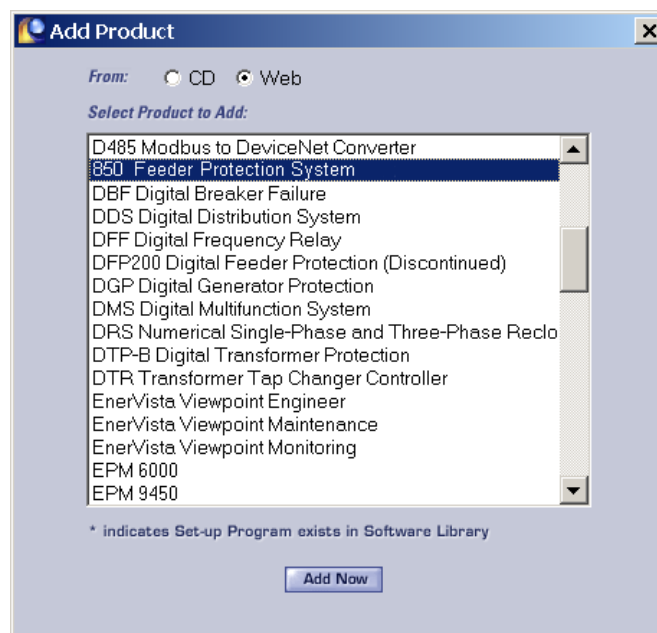 Add Product
From: CD Web
Select Product to Add:
D485 Modbus to DeviceNet Converter
850 Feeder Protection System
DBF Digital Breaker Failure
DDS Digital Distribution System
DFF Digital Frequency Relay
DFP200 Digital Feeder Protection (Discontinued)
DGP Digital Generator Protection
DMS Digital Multifunction System
DRS Numerical Single-Phase and Three-Phase Reclo
DTP-B Digital Transformer Protection
DTR Transformer Tap Changer Controller
EnerVista Viewpoint Engineer
EnerVista Viewpoint Maintenance
EnerVista Viewpoint Monitoring
EPM 6000
EPM 9450
* indicates Set-up Program exists in Software Library
Add Now